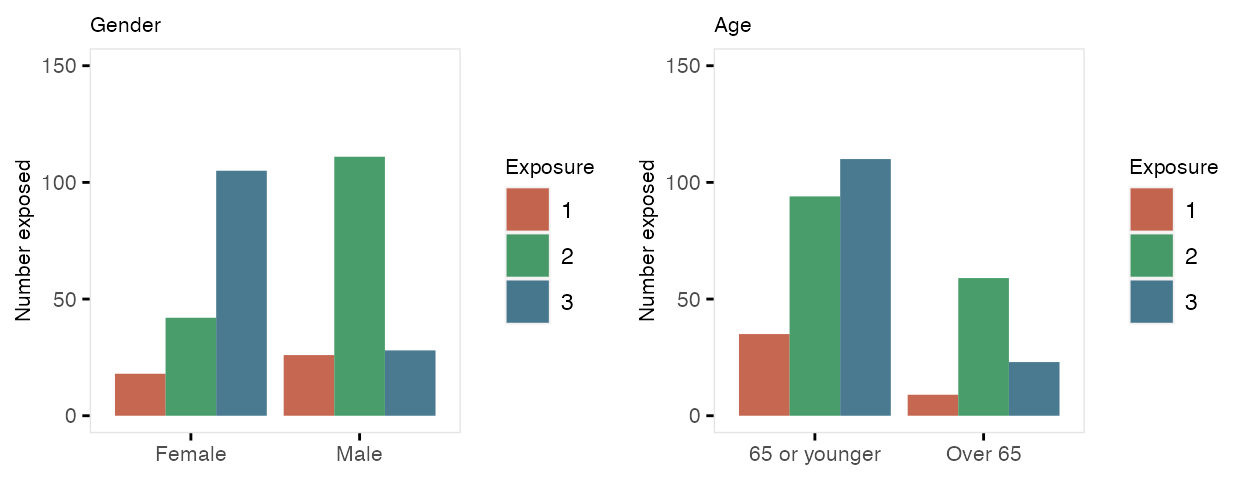 Gender
150
100
50
0
Number exposed
Female Male
Exposure
1
2
3
Age
150
100
50
0
Number exposed
65 or younger Over 65
Exposure
1
2
3